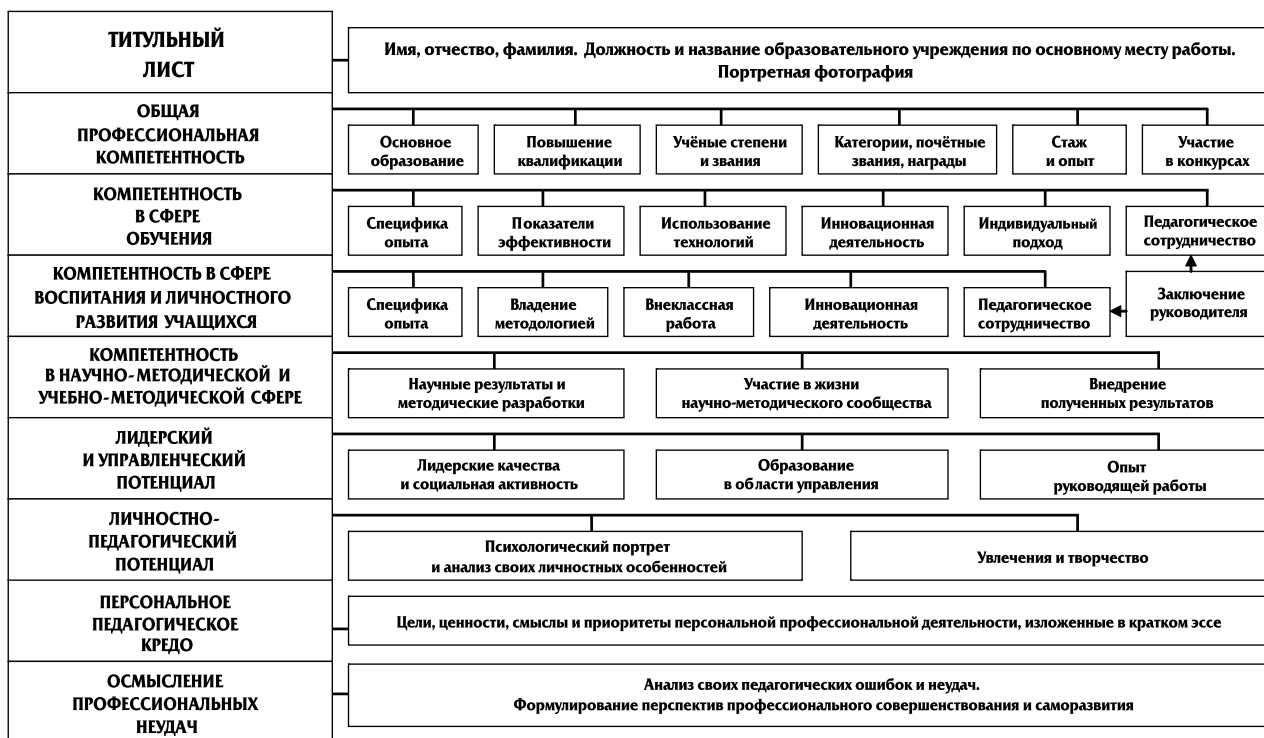 ТИТУЛЬНЫЙ
ЛИСТ
Имя, отчество, фамилия. Должность и название образовательного учреждения по основному месту работы.
Портретная фотография
ОБЩАЯ
ПРОФЕССИОНАЛЬНАЯ
КОМПЕТЕНТНОСТЬ
Основное
образование
Повышение
квалификации
Учёные степени
и звания
Категории, почётные
звания, награды
Стаж
и опыт
Участие
в конкурсах
КОМПЕТЕНТНОСТЬ
В СФЕРЕ
ОБУЧЕНИЯ
Специфика
опыта
Показатели
эффективности
Использование
технологий
Инновационная
деятельность
Индивидуальный
подход
Педагогическое
сотрудничество
КОМПЕТЕНТНОСТЬ В СФЕРЕ
ВОСПИТАНИЯ И ЛИЧНОСТНОГО
РАЗВИТИЯ УЧАЩИХСЯ
Специфика
опыта
Владение
методологией
Внеклассная
работа
Инновационная
деятельность
Педагогическое
сотрудничество
Заключение
руководителя
КОМПЕТЕНТНОСТЬ
В НАУЧНО-МЕТОДИЧЕСКОЙ И
УЧЕБНО-МЕТОДИЧЕСКОЙ СФЕРЕ
Научные результаты и
методические разработки
Участие в жизни
научно-методического сообщества
Внедрение
полученных результатов
ЛИДЕРСКИЙ
И УПРАВЛЕНЧЕСКИЙ
ПОТЕНЦИАЛ
Лидерские качества
и социальная активность
Образование
в области управления
Опыт
руководящей работы
ЛИЧНОСТНО-
ПЕДАГОГИЧЕСКИЙ
ПОТЕНЦИАЛ
Психологический портрет
и анализ своих личностных особенностей
Увлечения и творчество
ПЕРСОНАЛЬНОЕ
ПЕДАГОГИЧЕСКОЕ
КРЕДО
Цели, ценности, смыслы и приоритеты персональной профессиональной деятельности, изложенные в кратком эссе
ОСМЫСЛЕНИЕ
ПРОФЕССИОНАЛЬНЫХ
НЕУДАЧ
Анализ своих педагогических ошибок и неудач.
Формулирование перспектив профессионального совершенствования и саморазвития